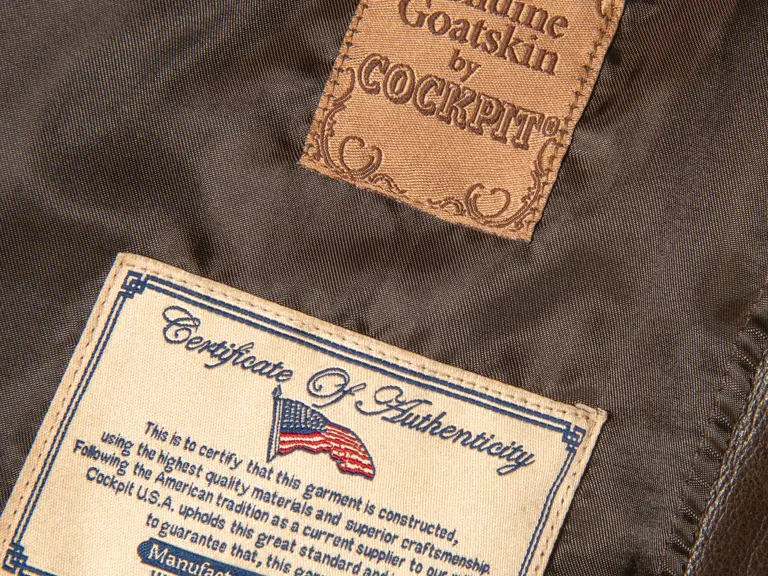 Goatskin
by
COCKPIT®
Certificate Of Authenticity
This is to certify that this garment is constructed,
using the highest quality materials and superior craftsmanship
Following the American tradition as a current supplier to our
Cockpit U.S.A. upholds this great standard and
to guarantee that, this